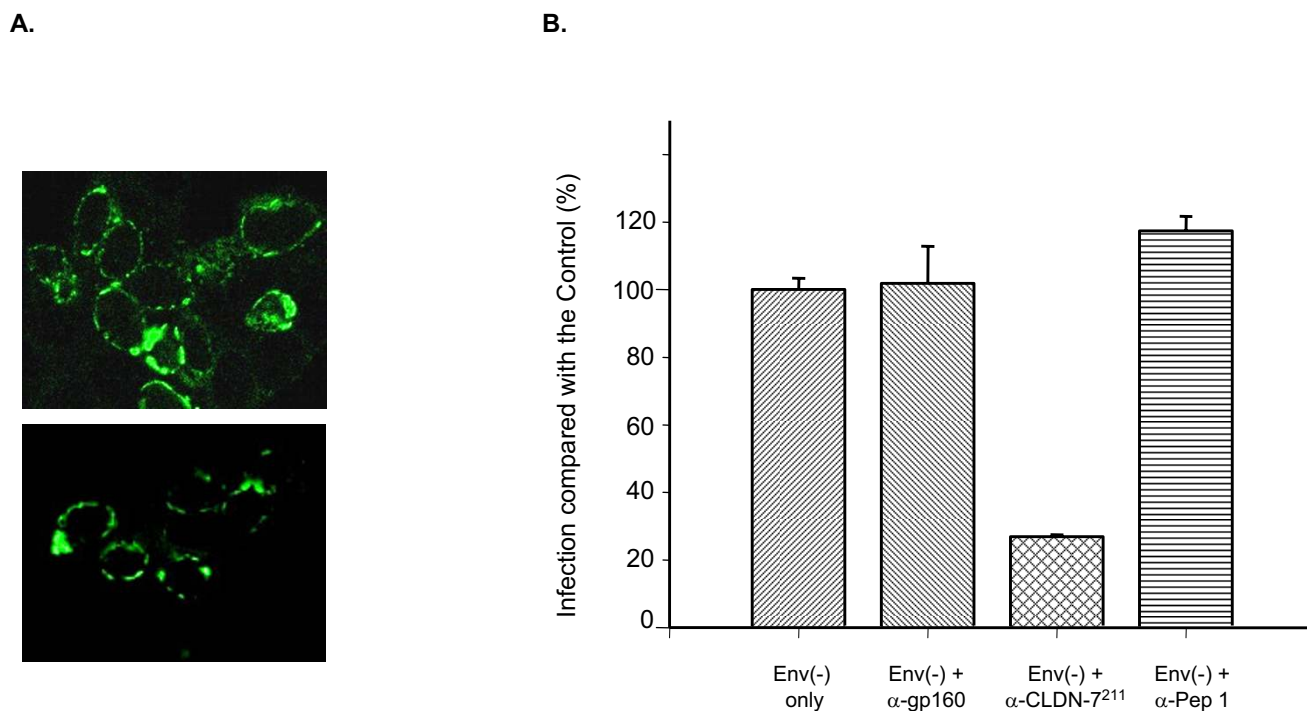 A.
B.
Infection compared with the Control (%)
120
100
80
60
40
20
0
Env(-)
only
Env(-) +
α-gp160
Env(-) +
α-CLDN-7²¹¹
Env(-) +
α-Pep 1